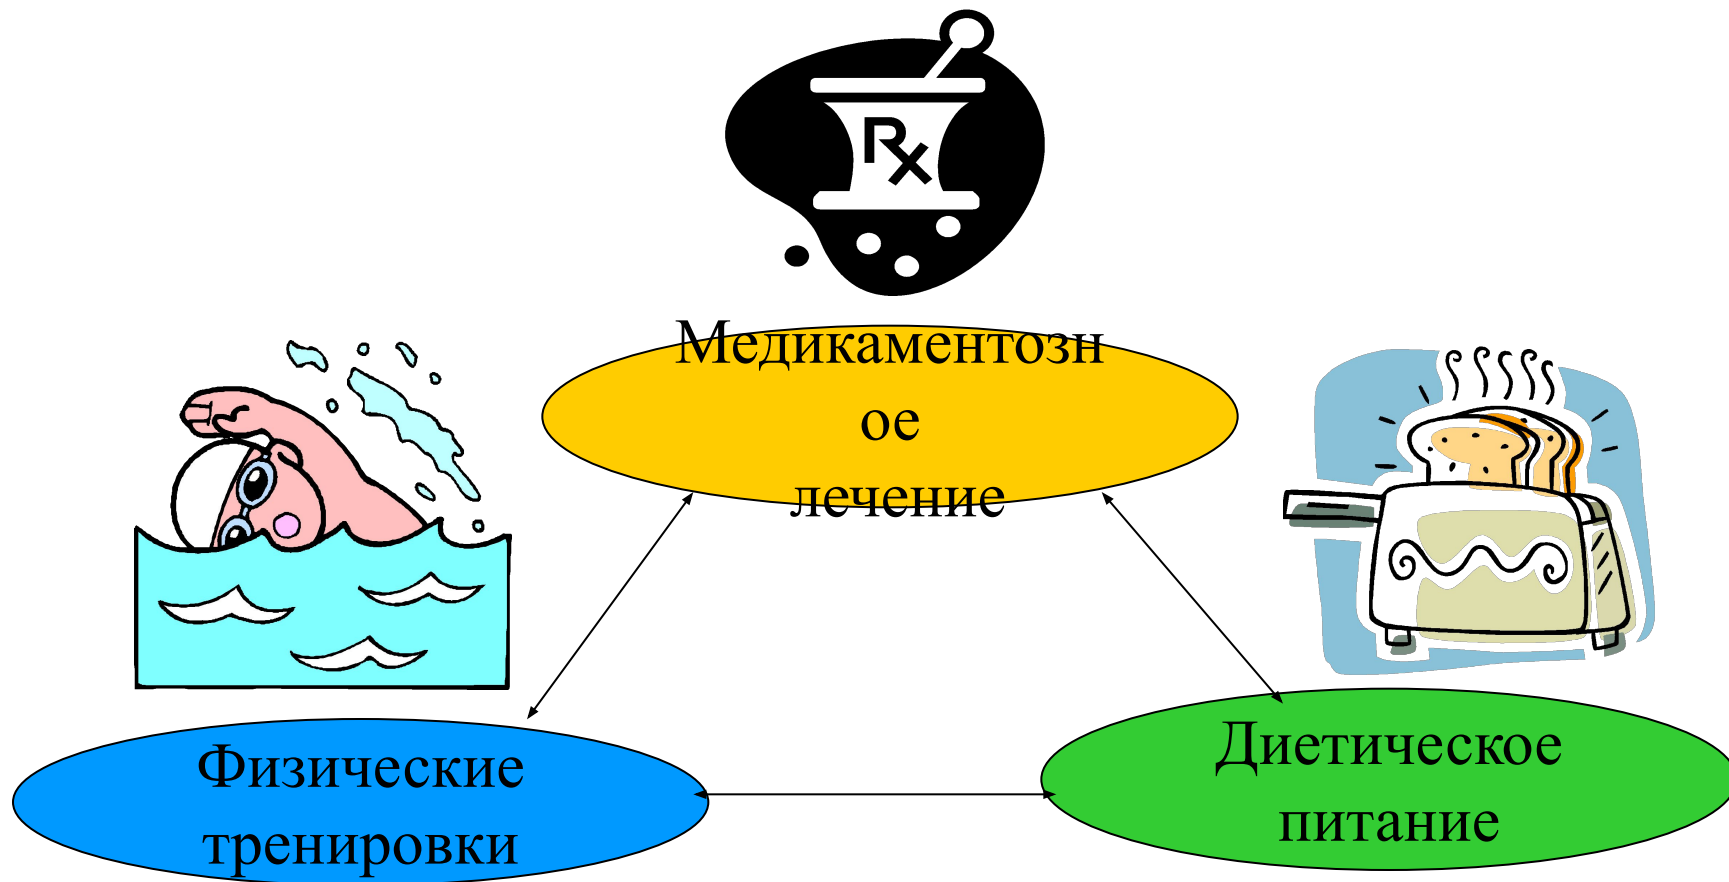 Rx
Медикаментозн
ое
лечение
Физические
тренировки
Диетическое
питание